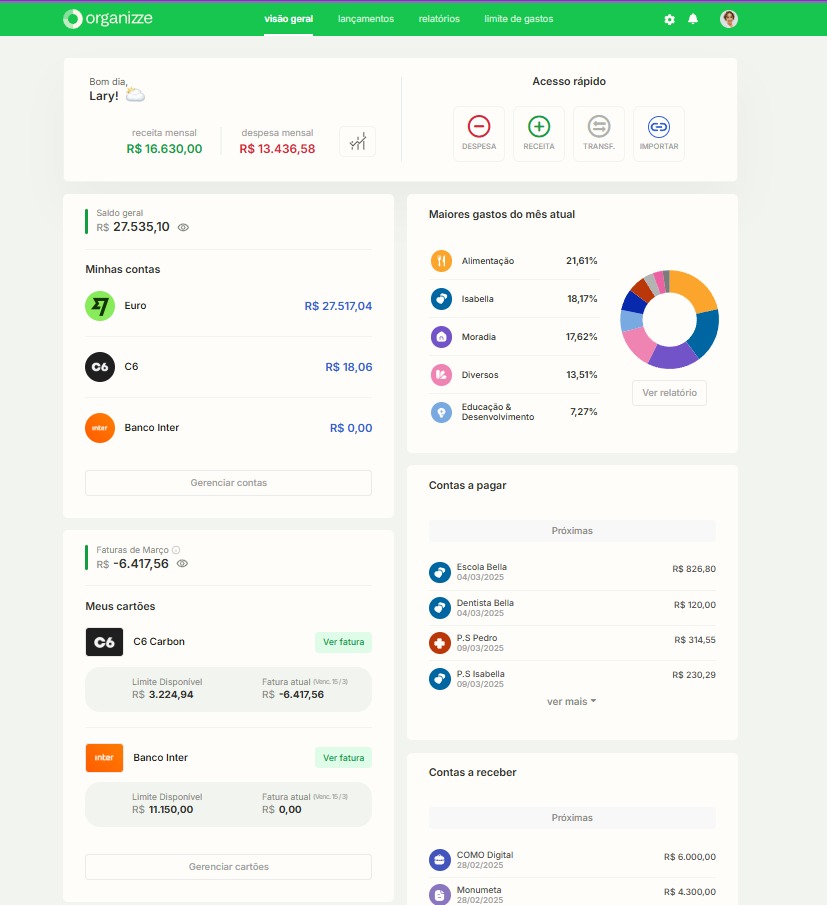 organizze
visão geral
lançamentos
relatórios
limite de gastos
Bom dia,
Lary!
receita mensal
R$ 16.630,00
despesa mensal
R$ 13.436,58
Acesso rápido
DESPESA
RECEITA
TRANSF.
IMPORTAR
Saldo geral
R$ 27.535,10
Minhas contas
Euro
R$ 27.517,04
C6
C6
R$ 18,06
inter
Banco Inter
R$ 0,00
Gerenciar contas
Faturas de Março
R$ -6.417,56
Meus cartões
C6
C6 Carbon
Ver fatura
Limite Disponível
R$ 3.224,94
Fatura atual (Venc. 15/3)
R$ -6.417,56
inter
Banco Inter
Ver fatura
Limite Disponível
R$ 11.150,00
Fatura atual (Venc. 15/3)
R$ 0,00
Gerenciar cartões
Maiores gastos do mês atual
Alimentação
21,61%
Isabella
18,17%
Moradia
17,62%
Diversos
13,51%
Educação &
Desenvolvimento
7,27%
Ver relatório
Contas a pagar
Próximas
Escola Bella
04/03/2025
R$ 826,80
Dentista Bella
04/03/2025
R$ 120,00
P.S Pedro
09/03/2025
R$ 314,55
P.S Isabella
09/03/2025
R$ 230,29
ver mais
Contas a receber
Próximas
COMO Digital
28/02/2025
R$ 6.000,00
Monumeta
28/02/2025
R$ 4.300,00